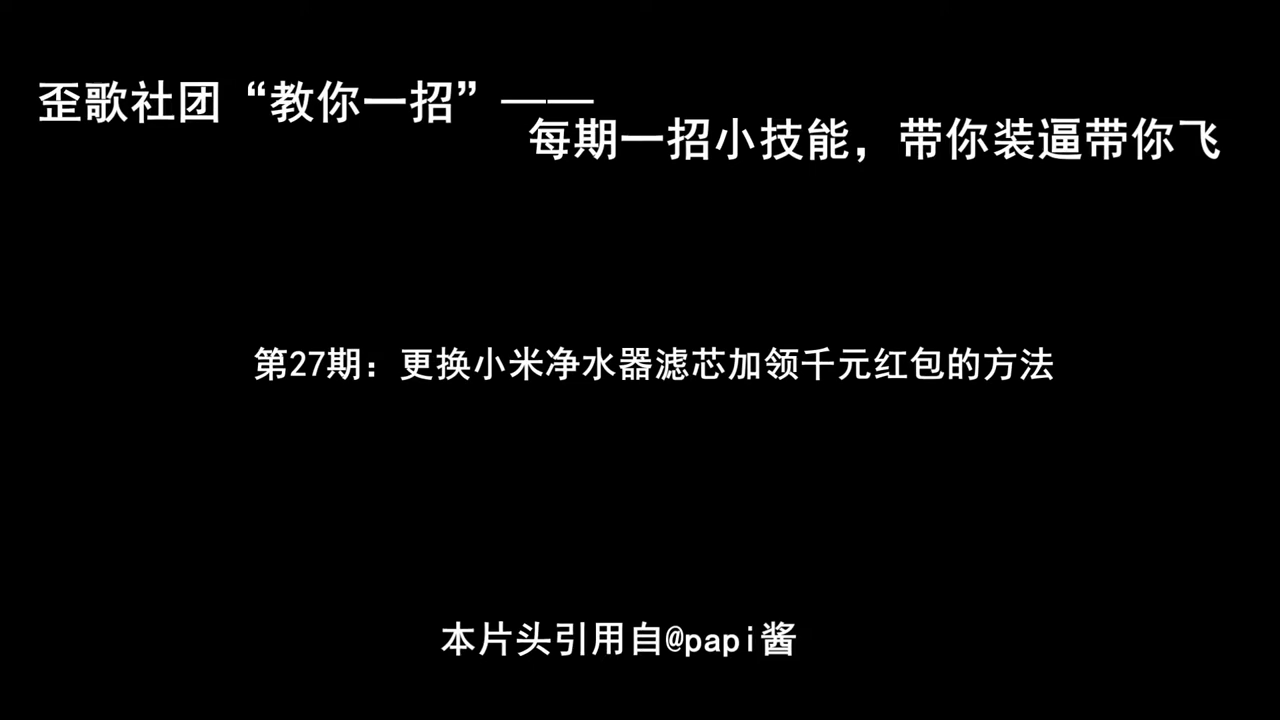 歪歌社团“教你一招”——
每期一招小技能，带你装逼带你飞
第27期：更换小米净水器滤芯加领千元红包的方法
本片头引用自@papi酱